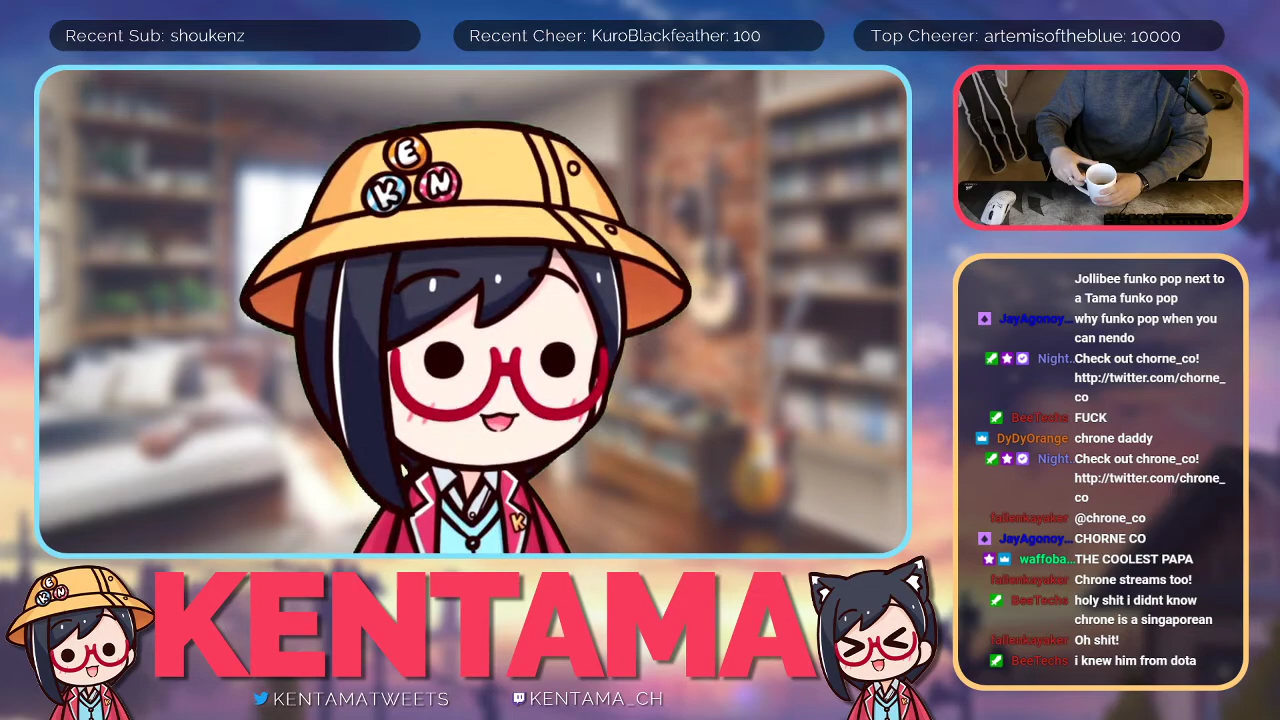 Recent Sub: shoukenz
Recent Cheer: KuroBlackfeather: 100
Top Cheerer: artemisoftheblue: 10000
E
K N
K
Jollibee funko pop next to
a Tama funko pop
JayAgonoy... why funko pop when you
can nendo
Night... Check out chorne_co!
http://twitter.com/chorne_
co
BeeTechs FUCK
DyDyOrange chrone daddy
Night... Check out chrone_co!
http://twitter.com/chrone_
co
fallenkayaker @chrone_co
JayAgonoy... CHORNE CO
waffoba... THE COOLEST PAPA
fallenkayaker Chrone streams too!
BeeTechs holy shit i didnt know
chrone is a singaporean
fallenkayaker Oh shit!
BeeTechs i knew him from dota
E
K I N
KENTAMA
KENTAMATWEETS
KENTAMA_CH